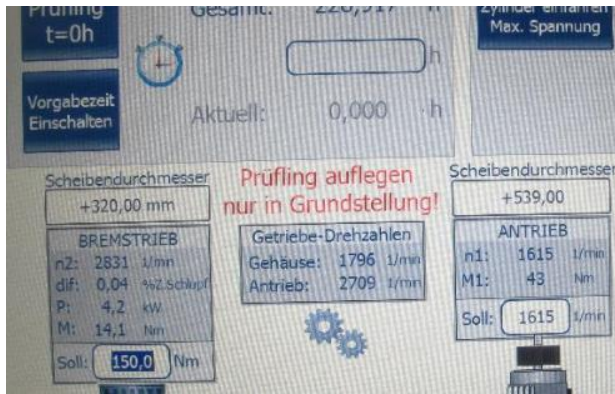 Prüfling
t=0h
Gesamt: h
Zylinder einfahren
Max. Spannung
h
Vorgabezeit
Einschalten
Aktuell: 0,000 h
Scheibendurchmesser
+320,00 mm
Prüfling auflegen
nur in Grundstellung!
Scheibendurchmesser
+539,00
BREMSTRIEB
n2: 2831 1/min
dif: 0,04 %Z.Schlupf
P: 4,2 kW
M: 14,1 Nm
Soll: 150,0 Nm
Getriebe-Drehzahlen
Gehäuse: 1796 1/min
Antrieb: 2709 1/min
ANTRIEB
n1: 1615 1/min
M1: 43 Nm
Soll: 1615 1/min